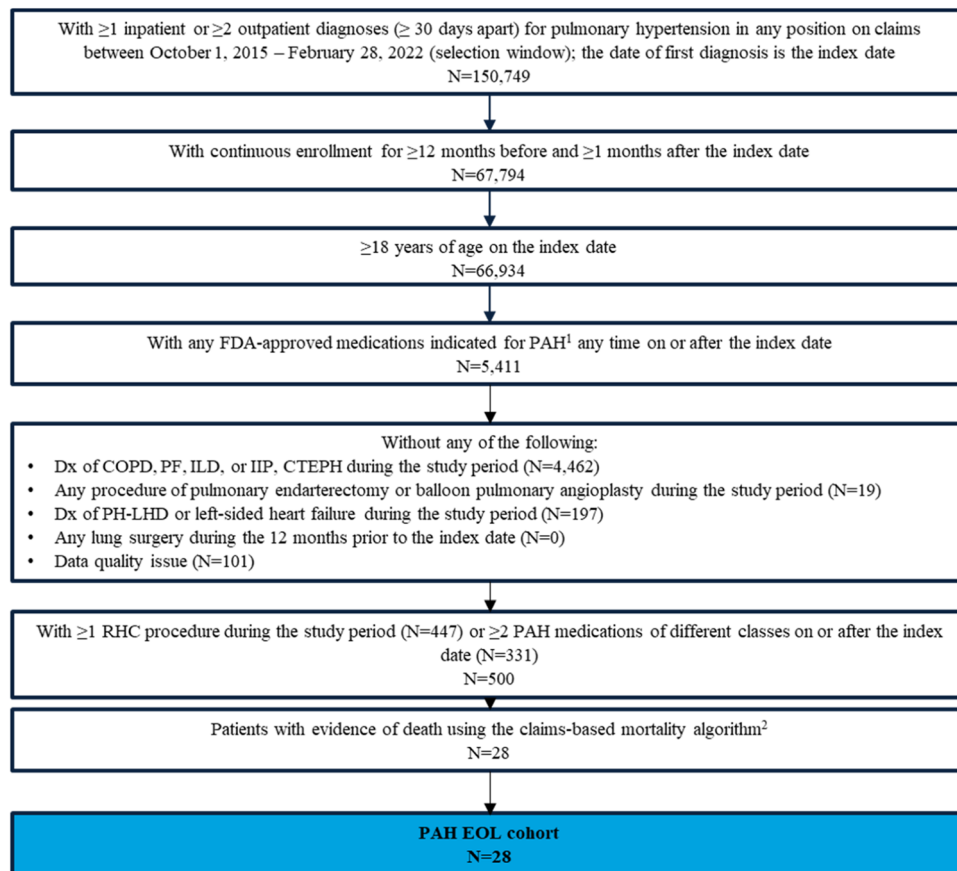 With ≥1 inpatient or ≥2 outpatient diagnoses (≥ 30 days apart) for pulmonary hypertension in any position on claims
between October 1, 2015 – February 28, 2022 (selection window); the date of first diagnosis is the index date
N=150,749
With continuous enrollment for ≥12 months before and ≥1 months after the index date
N=67,794
≥18 years of age on the index date
N=66,934
With any FDA-approved medications indicated for PAH¹ any time on or after the index date
N=5,411
Without any of the following:
• Dx of COPD, PF, ILD, or IIP, CTEPH during the study period (N=4,462)
• Any procedure of pulmonary endarterectomy or balloon pulmonary angioplasty during the study period (N=19)
• Dx of PH-LHD or left-sided heart failure during the study period (N=197)
• Any lung surgery during the 12 months prior to the index date (N=0)
• Data quality issue (N=101)
With ≥1 RHC procedure during the study period (N=447) or ≥2 PAH medications of different classes on or after the index
date (N=331)
N=500
Patients with evidence of death using the claims-based mortality algorithm²
N=28
PAH EOL cohort
N=28